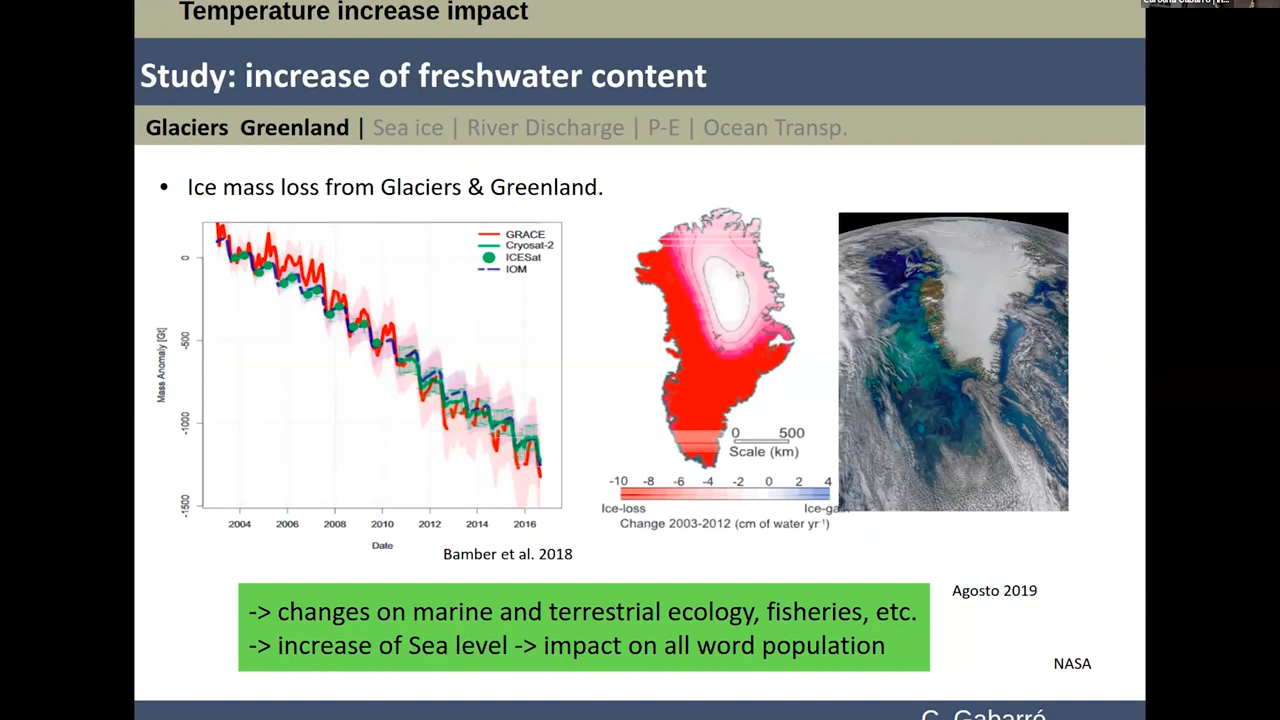 Temperature increase impact
Study: increase of freshwater content
Glaciers Greenland | Sea ice | River Discharge | P-E | Ocean Transp.
• Ice mass loss from Glaciers & Greenland.
GRACE
Cryosat-2
ICESat
IOM
Mass Anomaly [Gt]
0
-500
-1000
-1500
2004 2006 2008 2010 2012 2014 2016
Date
Bamber et al. 2018
0 500
Scale (km)
-10 -8 -6 -4 -2 0 2 4
Ice-loss
Change 2003-2012 (cm of water yr⁻¹)
Agosto 2019
-> changes on marine and terrestrial ecology, fisheries, etc.
-> increase of Sea level -> impact on all word population
NASA
C. Gabarró